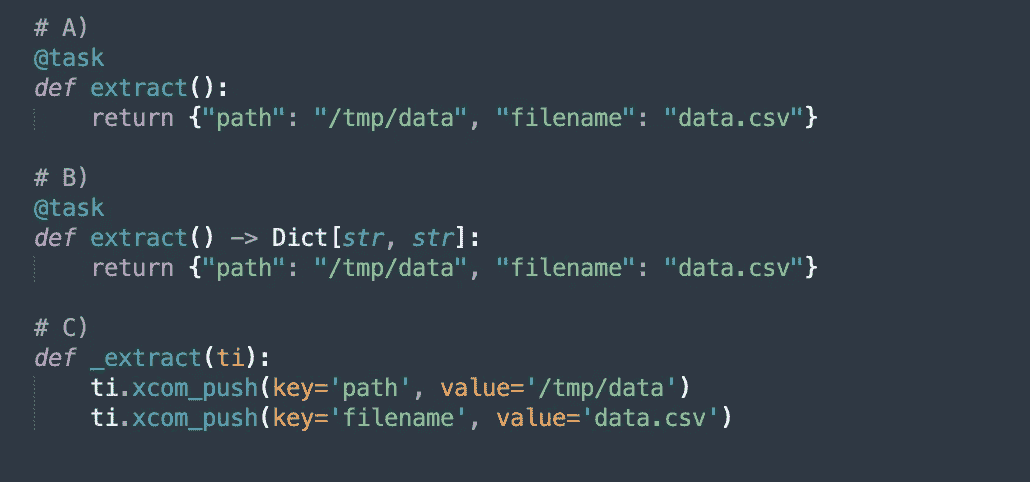 # A)
@task
def extract():
    return {"path": "/tmp/data", "filename": "data.csv"}
# B)
@task
def extract() -> Dict[str, str]:
    return {"path": "/tmp/data", "filename": "data.csv"}
# C)
def _extract(ti):
    ti.xcom_push(key='path', value='/tmp/data')
    ti.xcom_push(key='filename', value='data.csv')